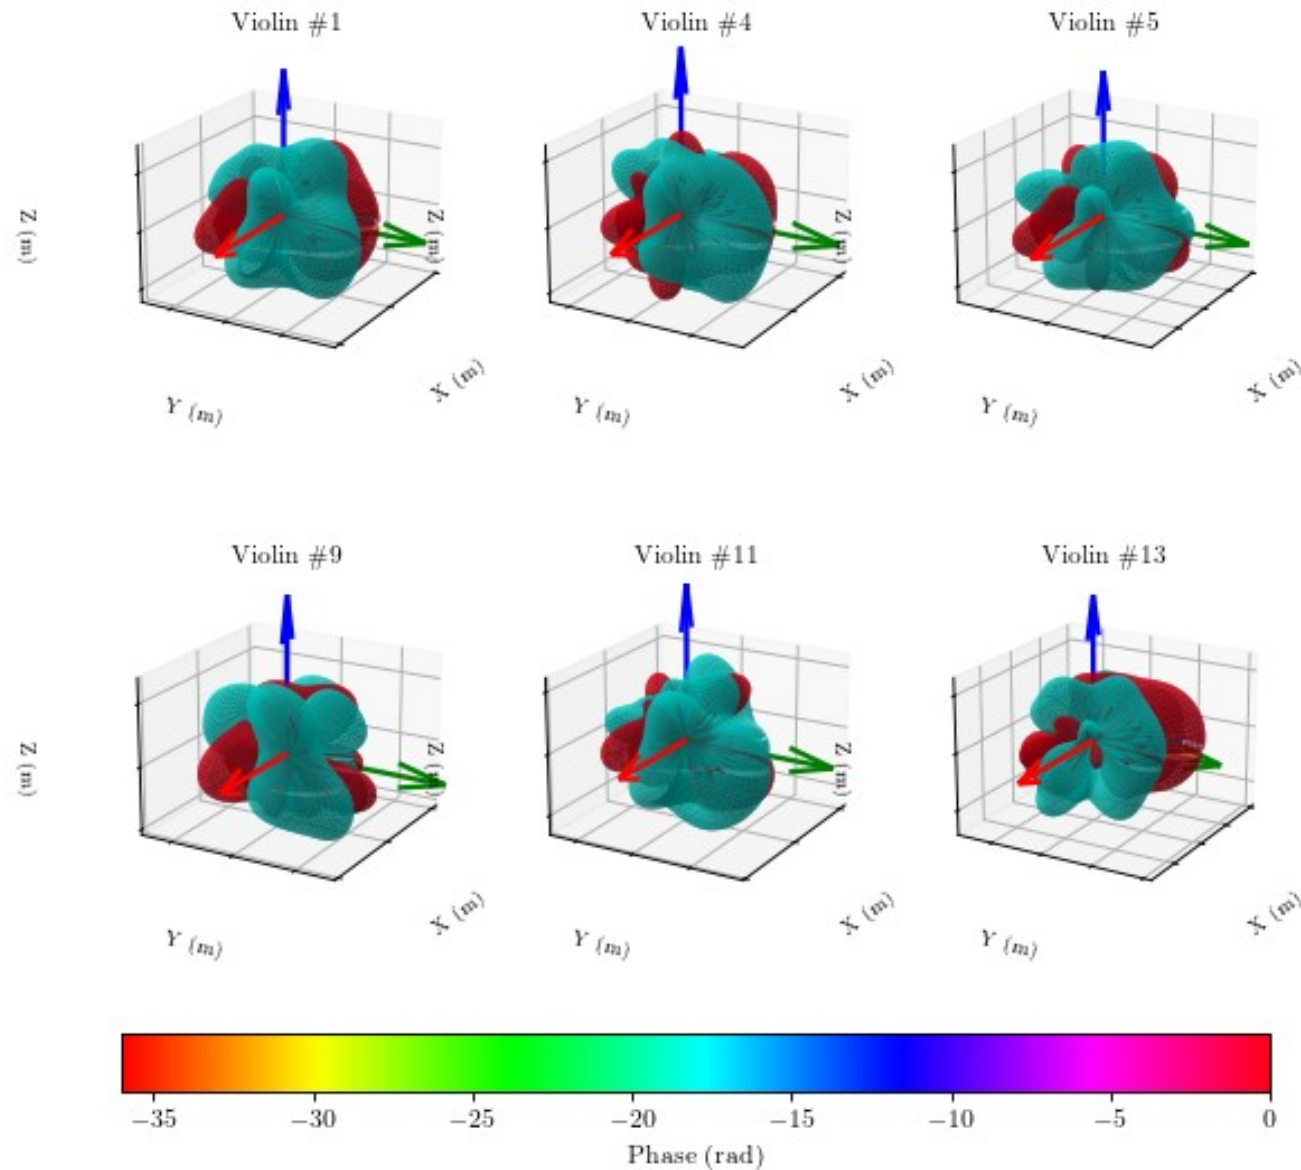 Violin #1
Violin #4
Violin #5
Z (m)
Z (m)
Z (m)
Y (m)
X (m)
Y (m)
X (m)
Y (m)
X (m)
Violin #9
Violin #11
Violin #13
Z (m)
Z (m)
Z (m)
Y (m)
X (m)
Y (m)
X (m)
Y (m)
X (m)
−35 −30 −25 −20 −15 −10 −5 0
Phase (rad)